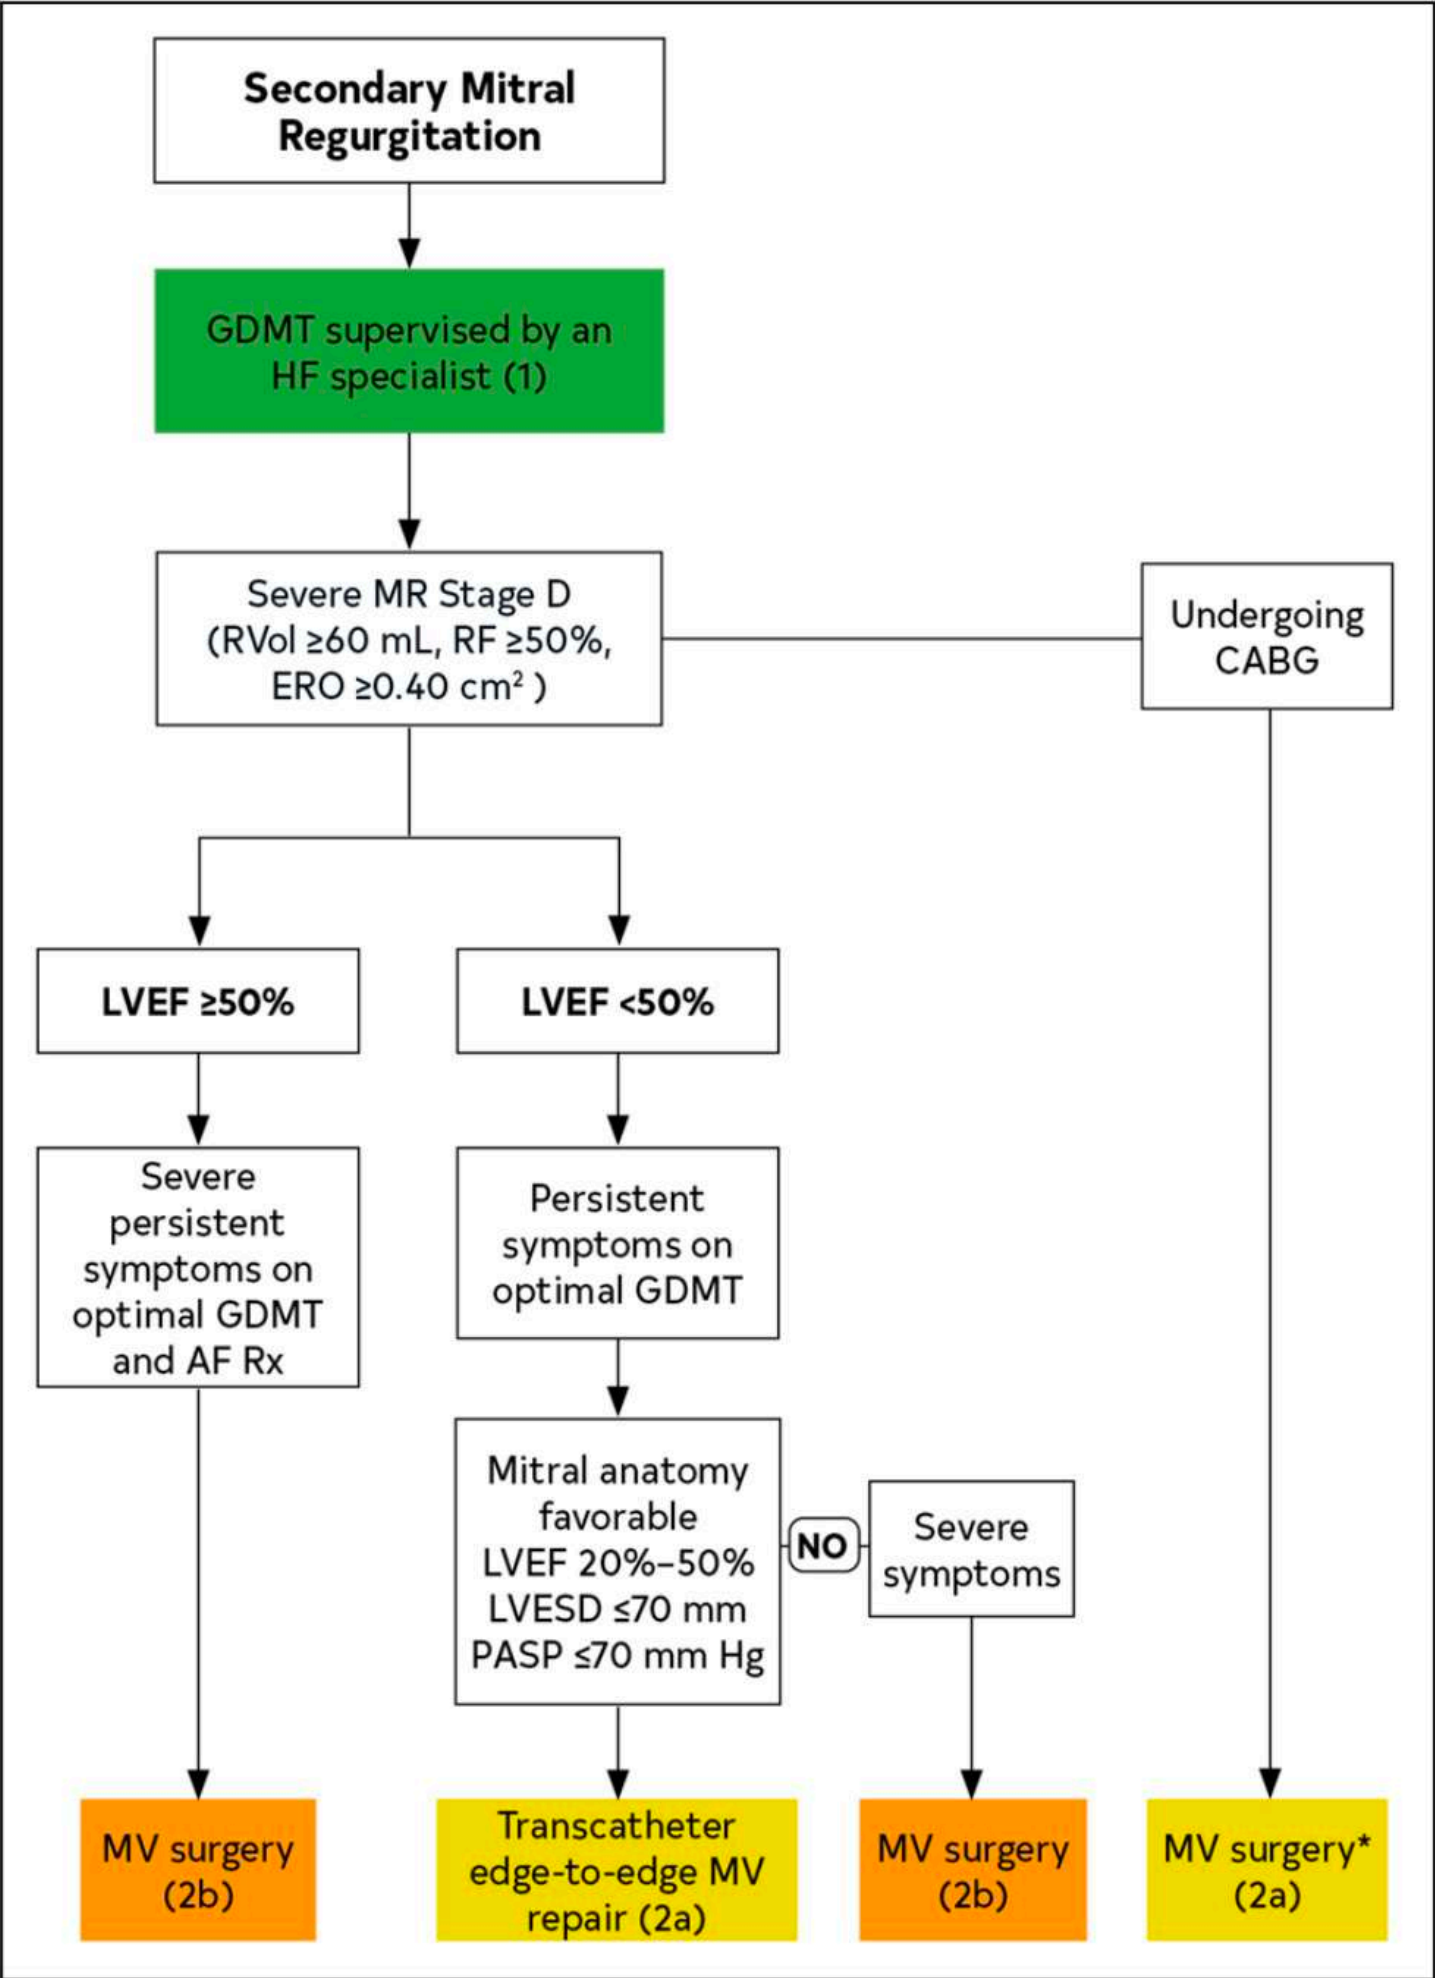 Secondary Mitral
Regurgitation
GDMT supervised by an
HF specialist (1)
Severe MR Stage D
(RVol ≥60 mL, RF ≥50%,
ERO ≥0.40 cm² )
Undergoing
CABG
LVEF ≥50%
LVEF <50%
Severe
persistent
symptoms on
optimal GDMT
and AF Rx
Persistent
symptoms on
optimal GDMT
Mitral anatomy
favorable
LVEF 20%–50%
LVESD ≤70 mm
PASP ≤70 mm Hg
NO
Severe
symptoms
MV surgery
(2b)
Transcatheter
edge-to-edge MV
repair (2a)
MV surgery
(2b)
MV surgery*
(2a)